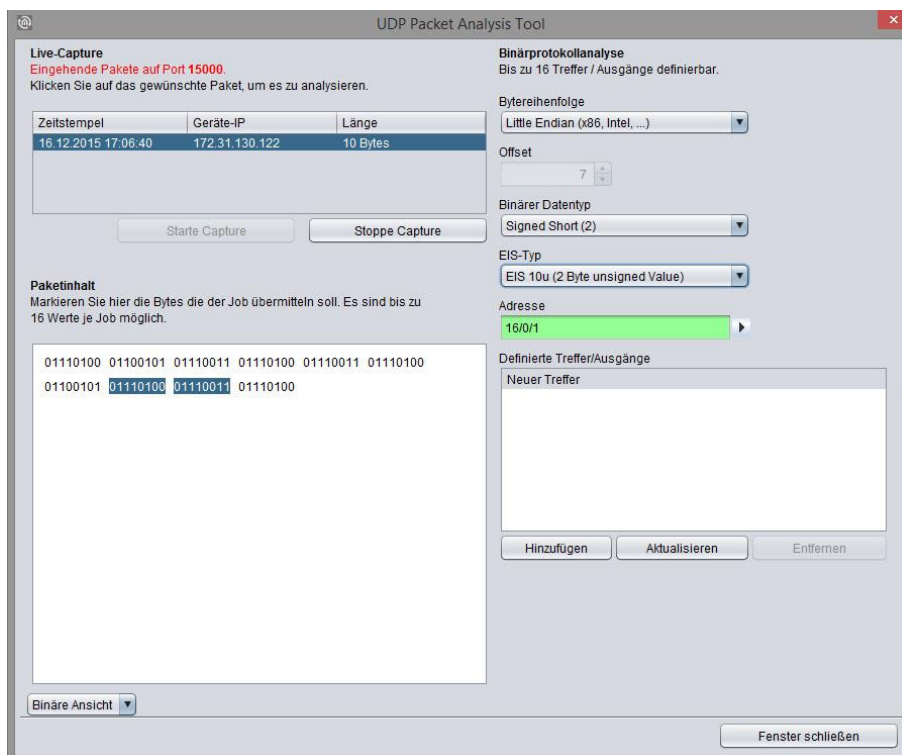 UDP Packet Analysis Tool
Live-Capture
Eingehende Pakete auf Port 15000.
Klicken Sie auf das gewünschte Paket, um es zu analysieren.
Zeitstempel Geräte-IP Länge
16.12.2015 17:06:40 172.31.130.122 10 Bytes
Starte Capture Stoppe Capture
Paketinhalt
Markieren Sie hier die Bytes die der Job übermitteln soll. Es sind bis zu
16 Werte je Job möglich.
01110100 01100101 01110011 01110100 01110011 01110100
01100101 01110100 01110011 01110100
Binäre Ansicht
Binärprotokollanalyse
Bis zu 16 Treffer / Ausgänge definierbar.
Bytereihenfolge
Little Endian (x86, Intel, ...)
Offset
7
Binärer Datentyp
Signed Short (2)
EIS-Typ
EIS 10u (2 Byte unsigned Value)
Adresse
16/0/1
Definierte Treffer/Ausgänge
Neuer Treffer
Hinzufügen Aktualisieren Entfernen
Fenster schließen